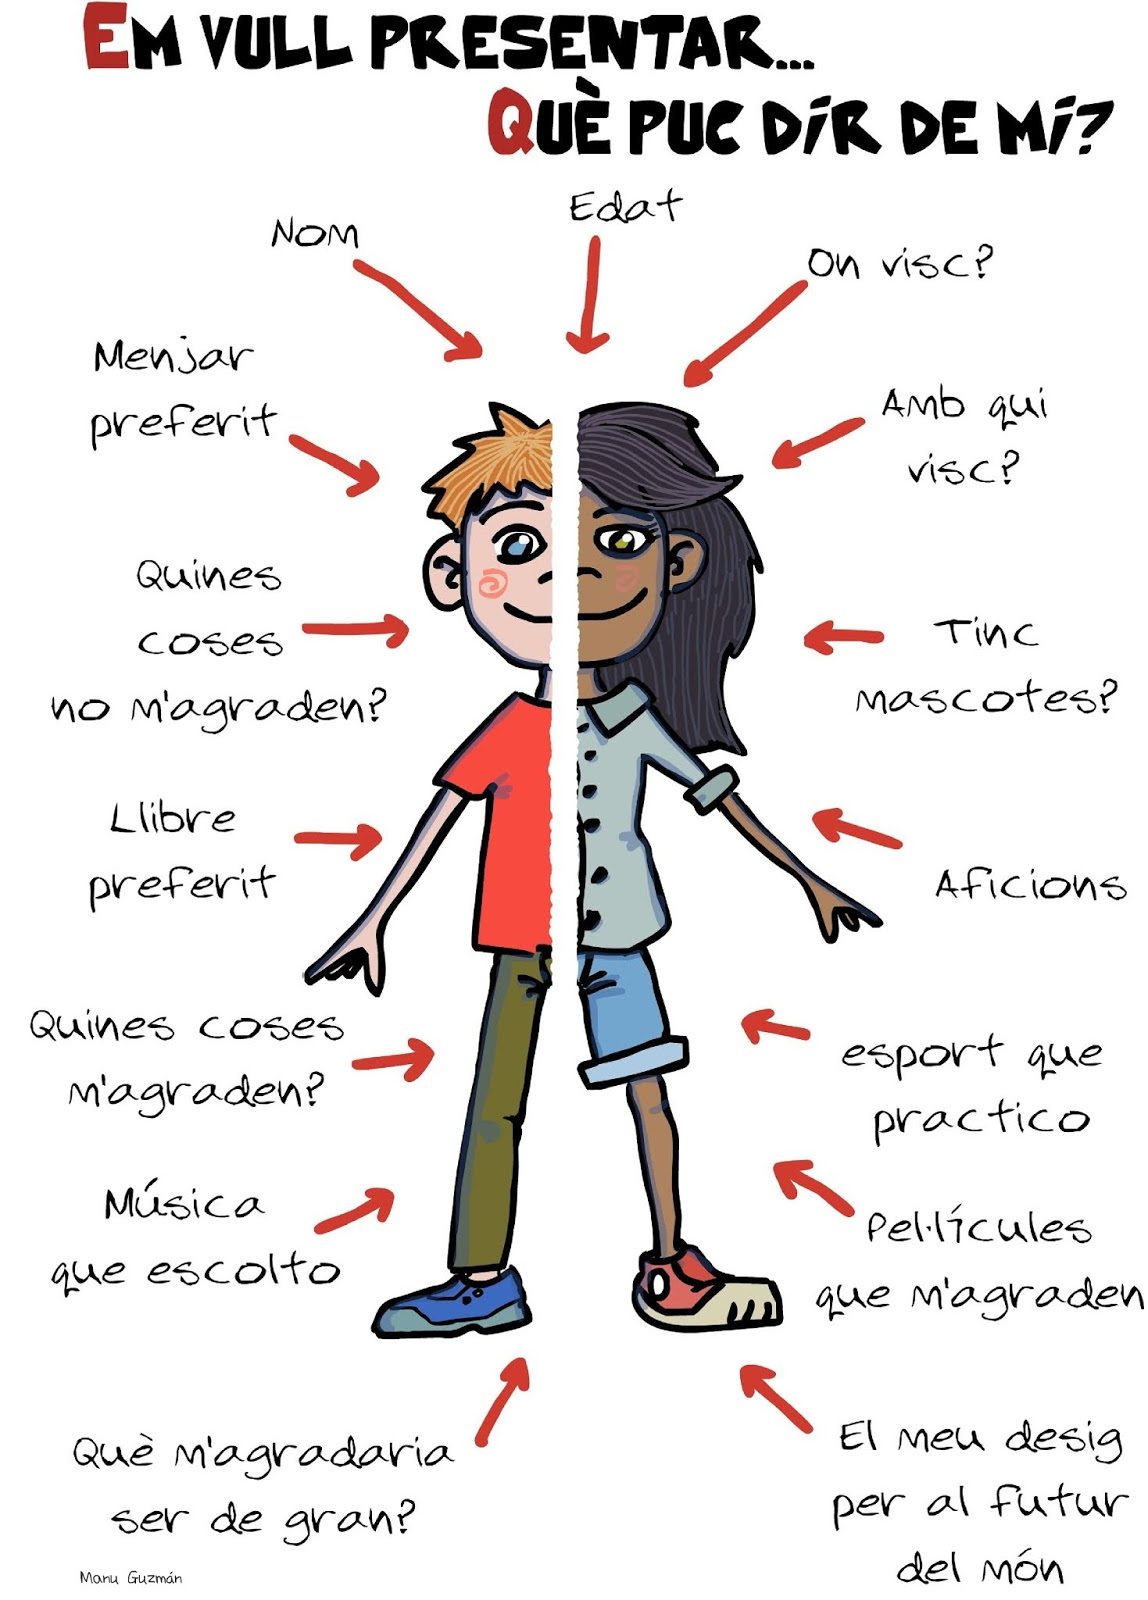 Em vull presentar...
Què puc dir de mi?
Nom
Edat
On visc?
Menjar
preferit
Amb qui
visc?
Quines
coses
no m'agraden?
Tinc
mascotes?
Llibre
preferit
Aficions
Quines coses
m'agraden?
esport que
practico
Música
que escolto
Pel·lícules
que m'agraden
Què m'agradaria
ser de gran?
El meu desig
per al futur
del món
Manu Guzmán